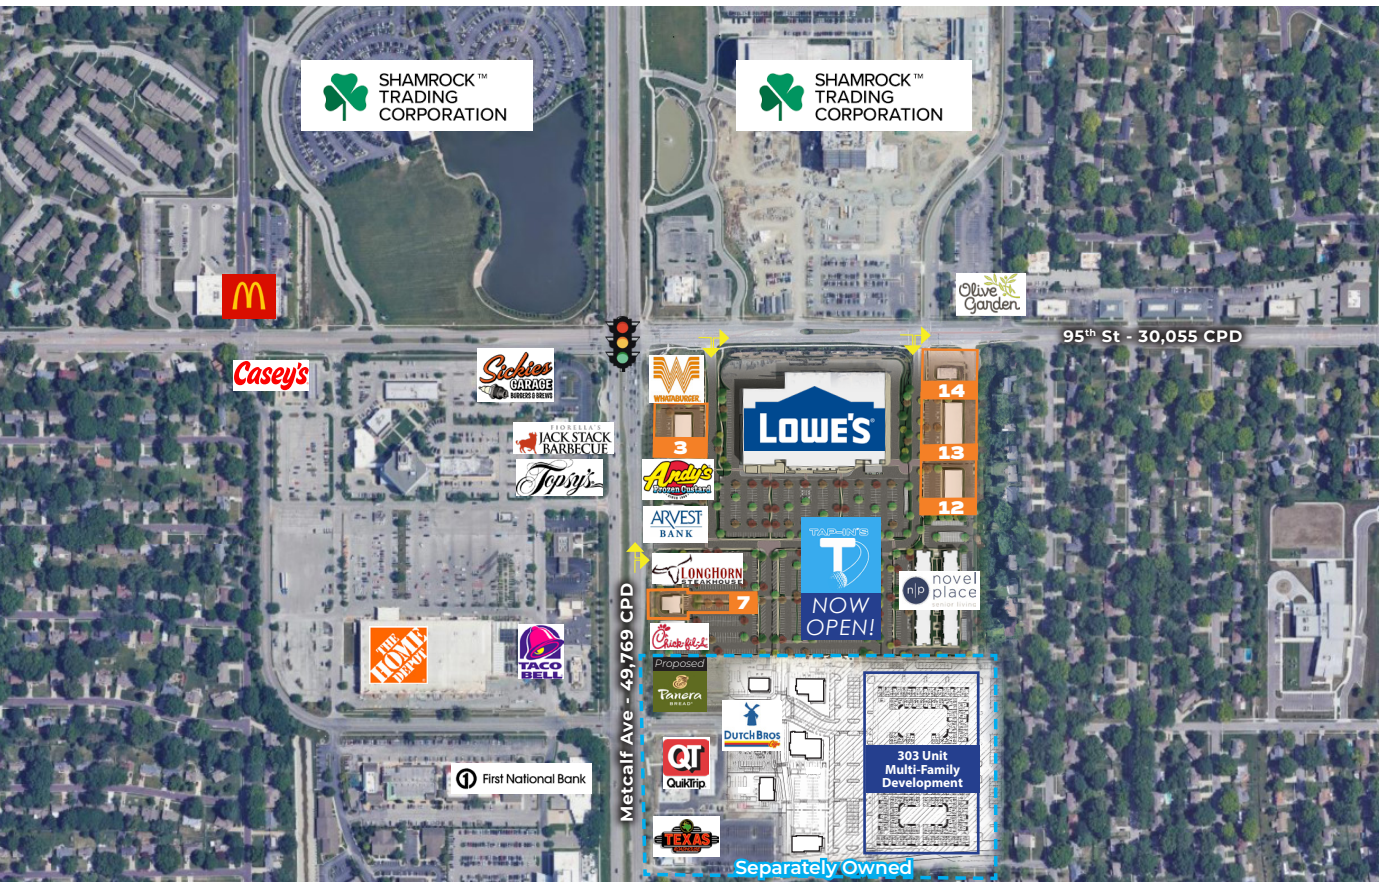 SHAMROCK™
TRADING
CORPORATION
SHAMROCK™
TRADING
CORPORATION
Olive
Garden
95th St - 30,055 CPD
Casey's
Sickies
GARAGE
BURGERS & BREWS
W
WHATABURGER
14
LOWE'S
3
FIORELLA'S
JACK STACK
BARBECUE
13
Topsy's
Andy's
Frozen Custard
12
ARVEST
BANK
TAP-IN'S
T
NOW
OPEN!
LONGHORN
STEAKHOUSE
n|p novel
place
senior living
7
THE
HOME
DEPOT
TACO
BELL
Chick-fil-A
Metcalf Ave - 49,769 CPD
Proposed
Panera
BREAD
DUTCH BROS
QT
QuikTrip
303 Unit
Multi-Family
Development
1 First National Bank
TEXAS
Separately Owned